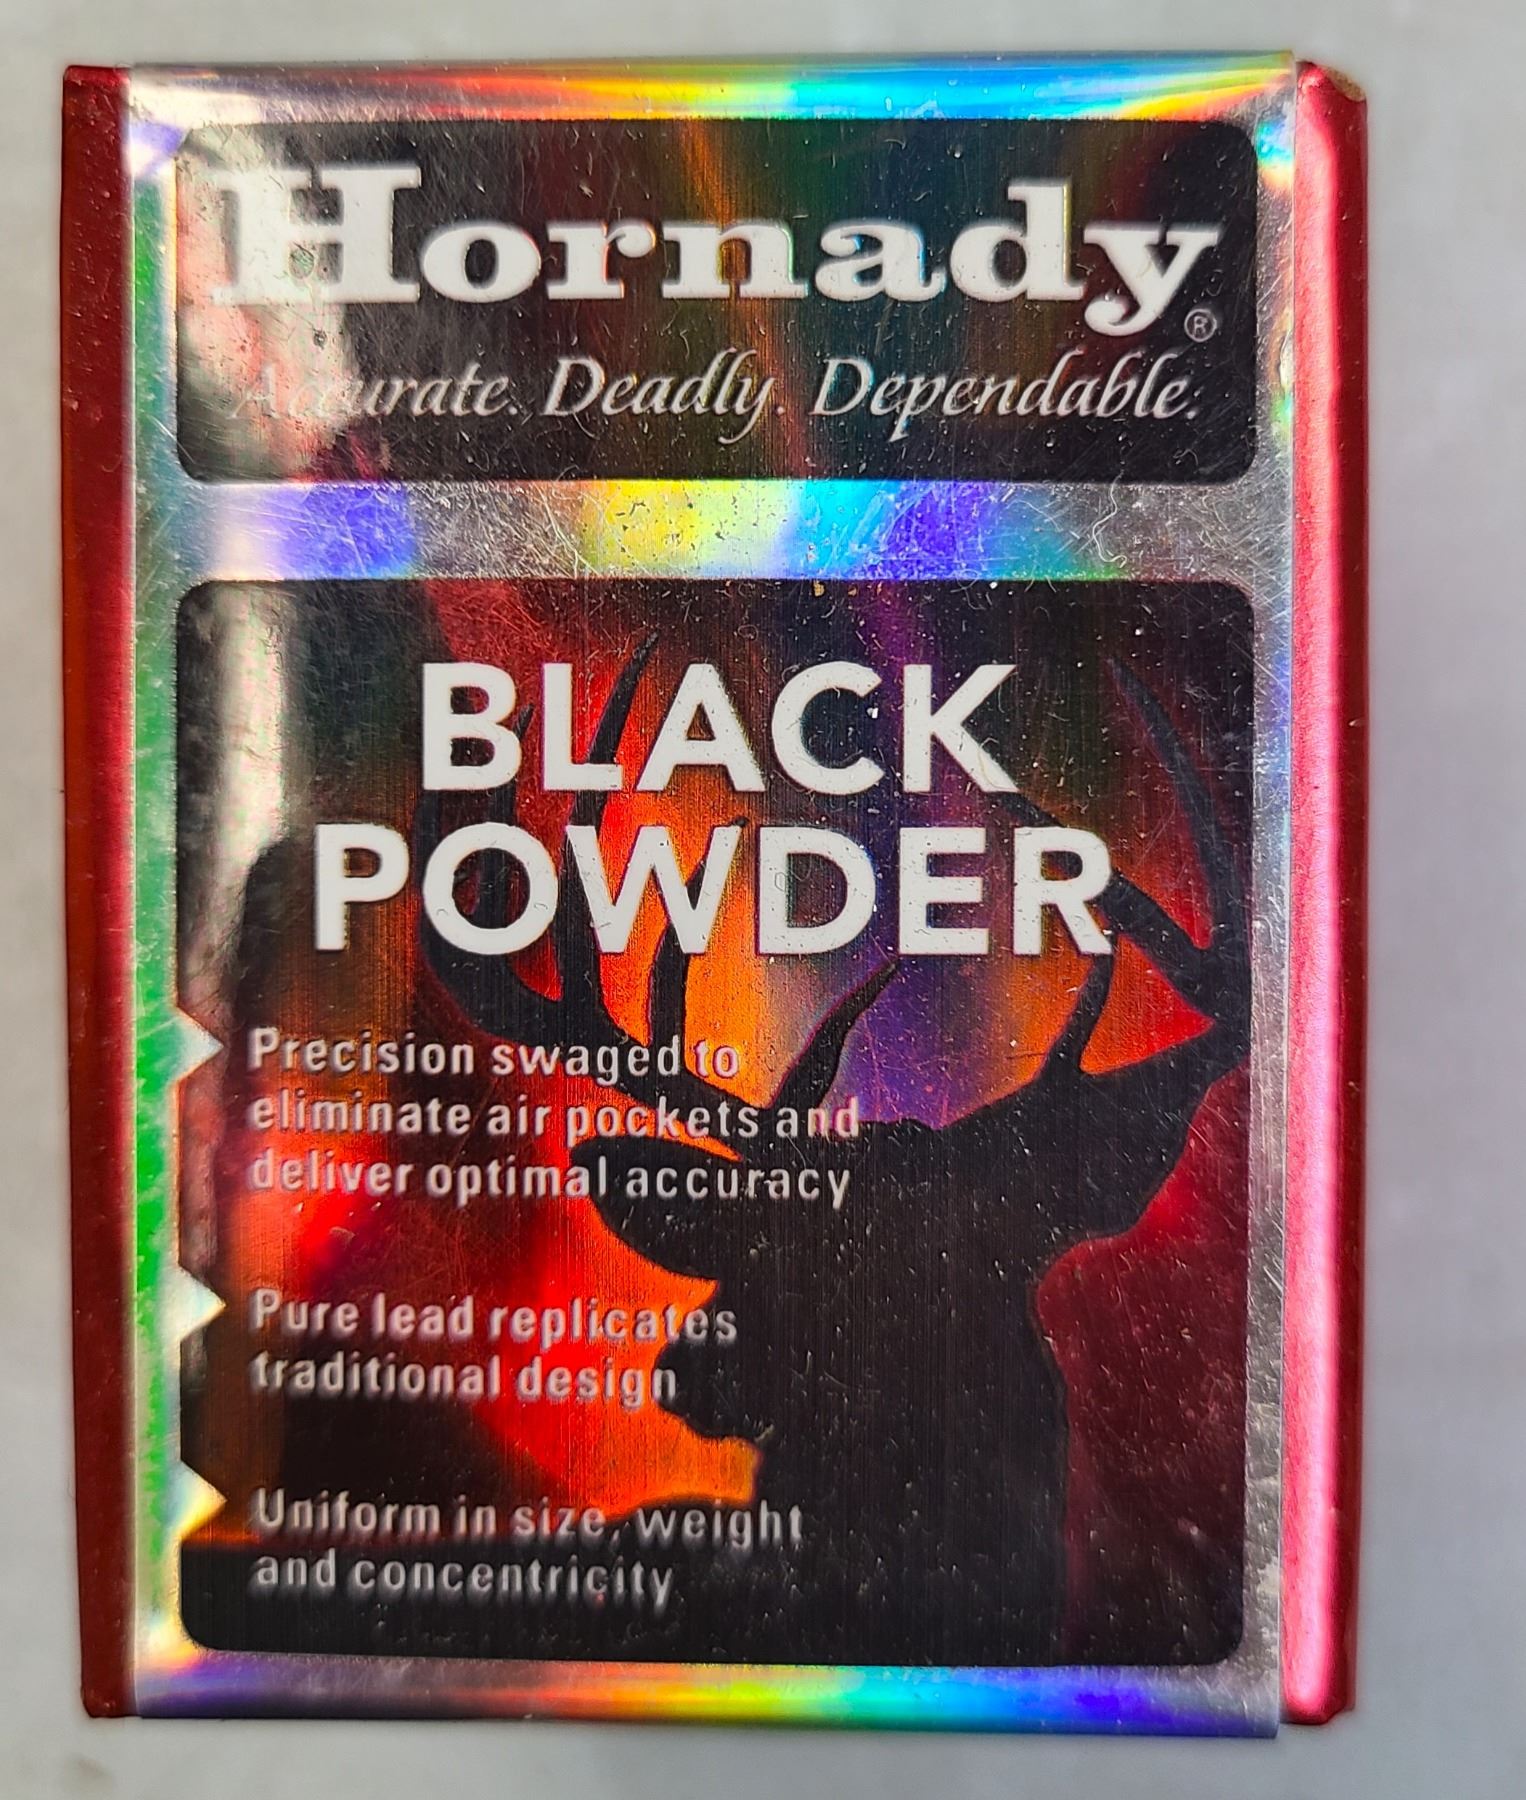 Hornady®
Accurate. Deadly. Dependable.
BLACK
POWDER
Precision swaged to
eliminate air pockets and
deliver optimal accuracy
Pure lead replicates
traditional design
Uniform in size, weight
and concentricity